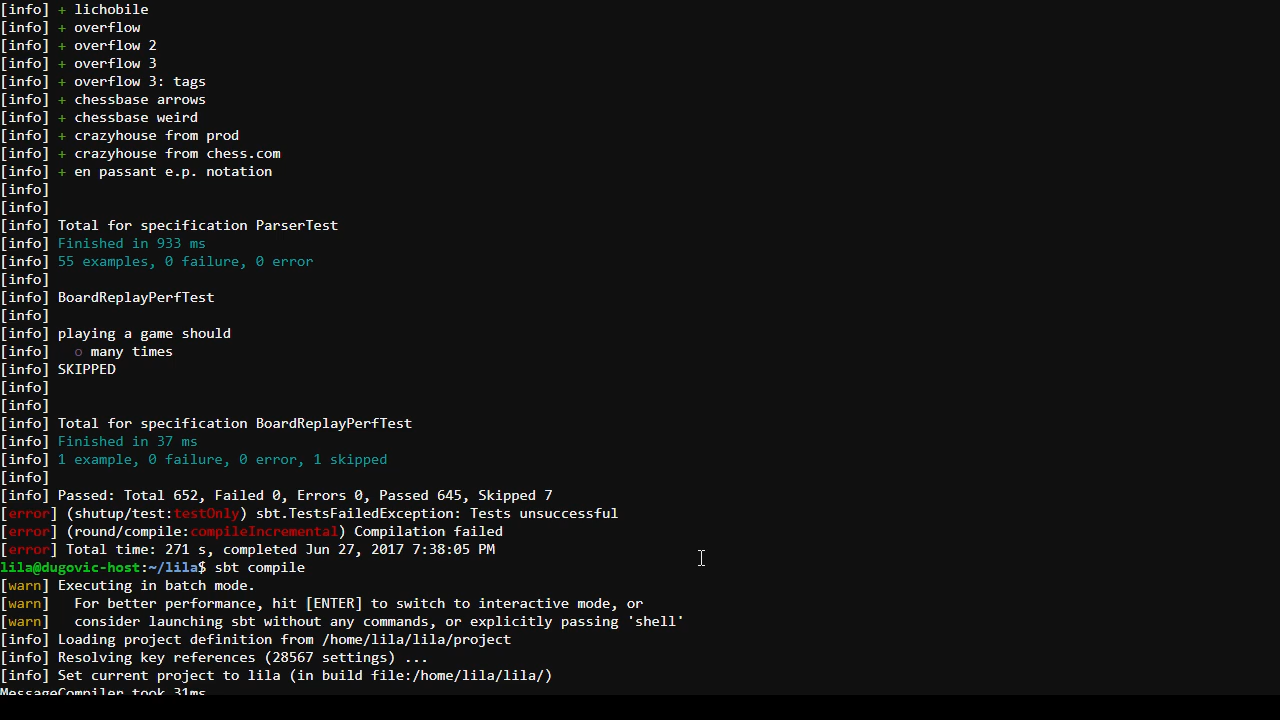 [info] + lichobile
[info] + overflow
[info] + overflow 2
[info] + overflow 3
[info] + overflow 3: tags
[info] + chessbase arrows
[info] + chessbase weird
[info] + crazyhouse from prod
[info] + crazyhouse from chess.com
[info] + en passant e.p. notation
[info]
[info]
[info] Total for specification ParserTest
[info] Finished in 933 ms
[info] 55 examples, 0 failure, 0 error
[info]
[info] BoardReplayPerfTest
[info]
[info] playing a game should
[info]   o many times
[info] SKIPPED
[info]
[info]
[info] Total for specification BoardReplayPerfTest
[info] Finished in 37 ms
[info] 1 example, 0 failure, 0 error, 1 skipped
[info]
[info] Passed: Total 652, Failed 0, Errors 0, Passed 645, Skipped 7
[error] (shutup/test:testOnly) sbt.TestsFailedException: Tests unsuccessful
[error] (round/compile:compileIncremental) Compilation failed
[error] Total time: 271 s, completed Jun 27, 2017 7:38:05 PM
lila@dugovic-host:~/lila$ sbt compile
[warn] Executing in batch mode.
[warn]   For better performance, hit [ENTER] to switch to interactive mode, or
[warn]   consider launching sbt without any commands, or explicitly passing 'shell'
[info] Loading project definition from /home/lila/lila/project
[info] Resolving key references (28567 settings) ...
[info] Set current project to lila (in build file:/home/lila/lila/)
MessageCompiler took 31ms